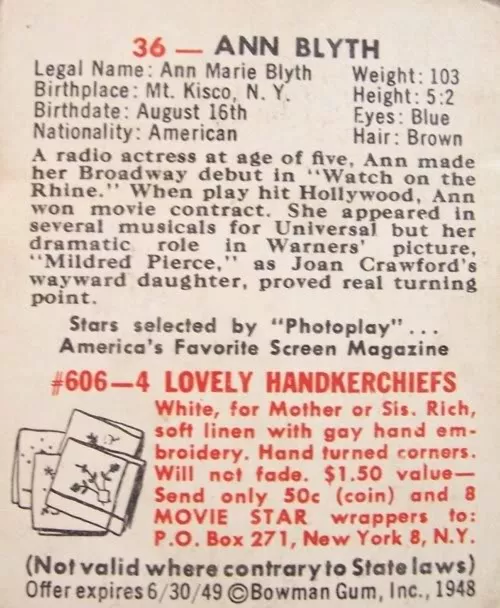 36 — ANN BLYTH
Legal Name: Ann Marie Blyth
Birthplace: Mt. Kisco, N. Y.
Birthdate: August 16th
Nationality: American
Weight: 103
Height: 5:2
Eyes: Blue
Hair: Brown
A radio actress at age of five, Ann made
her Broadway debut in "Watch on the
Rhine." When play hit Hollywood, Ann
won movie contract. She appeared in
several musicals for Universal but her
dramatic role in Warners' picture,
"Mildred Pierce," as Joan Crawford's
wayward daughter, proved real turning
point.
Stars selected by "Photoplay"...
America's Favorite Screen Magazine
#606—4 LOVELY HANDKERCHIEFS
White, for Mother or Sis. Rich,
soft linen with gay hand em-
broidery. Hand turned corners.
Will not fade. $1.50 value—
Send only 50c (coin) and 8
MOVIE STAR wrappers to:
P.O. Box 271, New York 8, N.Y.
(Not valid where contrary to State laws)
Offer expires 6/30/49 ©Bowman Gum, Inc., 1948